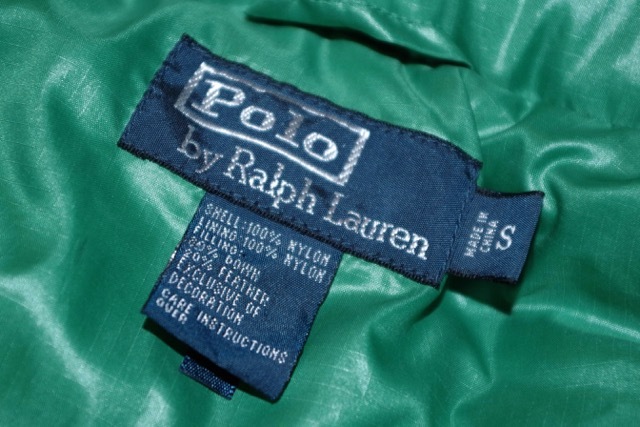 Polo
by Ralph Lauren
MADE IN
CHINA
S
SHELL:100% NYLON
LINING:100% NYLON
FILLING:
80% DOWN
20% FEATHER
EXCLUSIVE OF
DECORATION
CARE INSTRUCTIONS
OVER